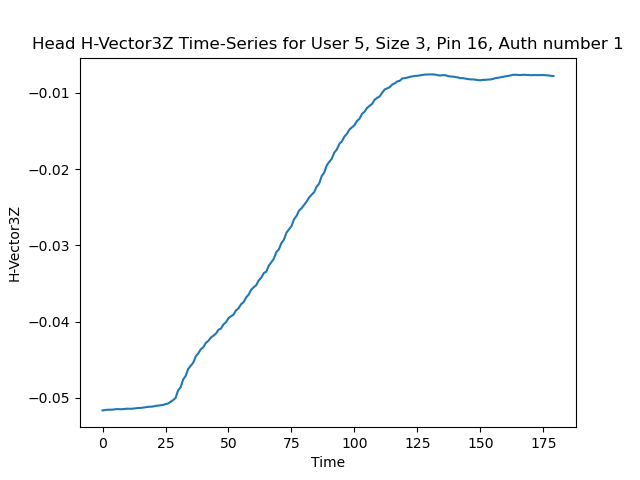 Head H-Vector3Z Time-Series for User 5, Size 3, Pin 16, Auth number 1
−0.01
−0.02
−0.03
−0.04
−0.05
H-Vector3Z
0 25 50 75 100 125 150 175
Time